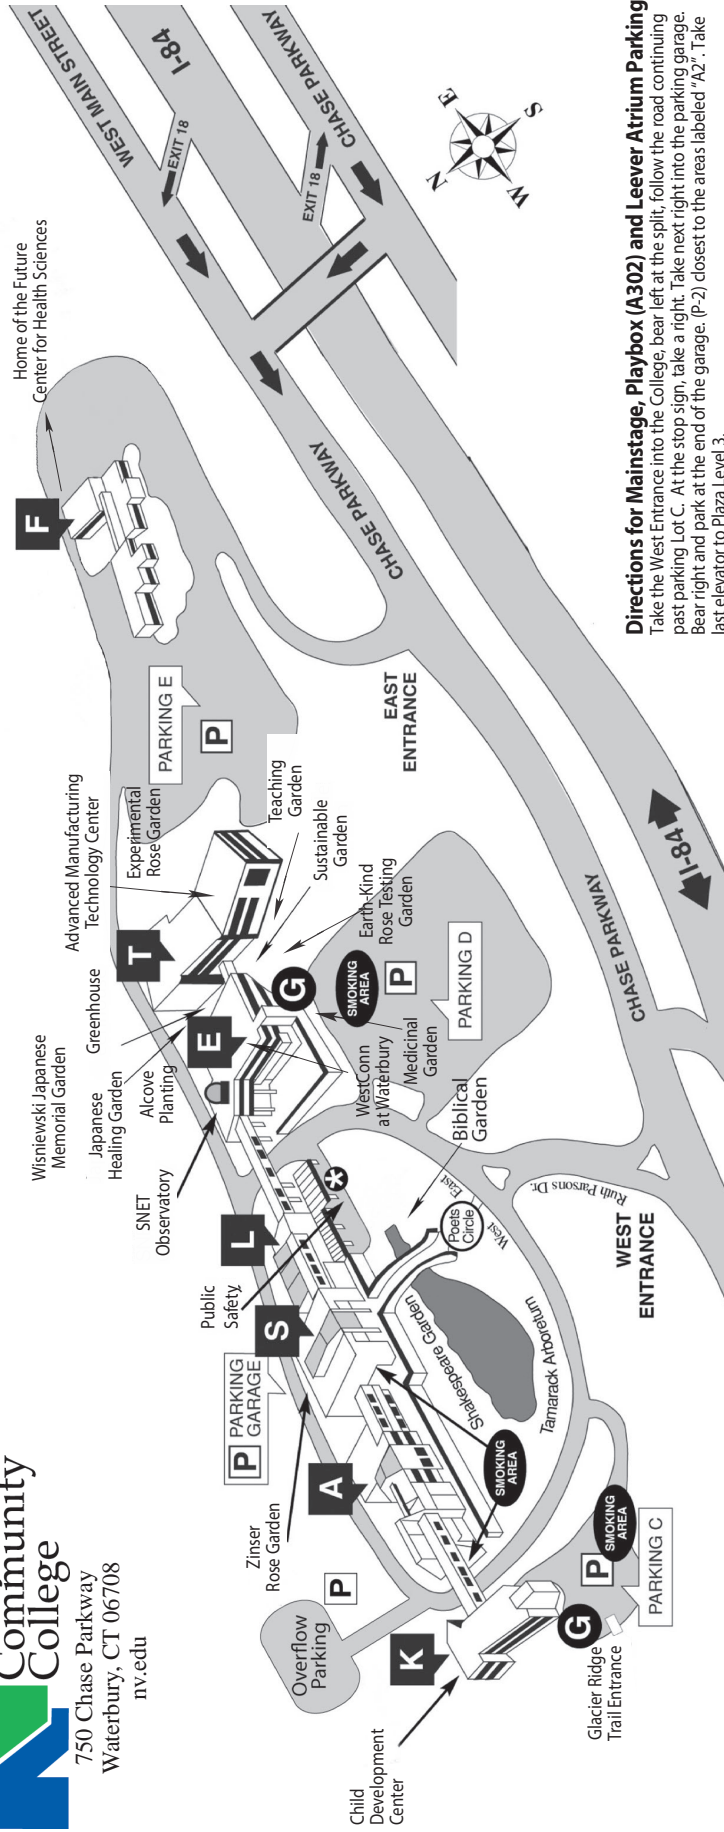 Community
College
750 Chase Parkway
Waterbury, CT 06708
nv.edu
Child
Development
Center
K
Overflow
Parking
P
Glacier Ridge
Trail Entrance
G
P
SMOKING
AREA
PARKING C
Zinser
Rose Garden
A
SMOKING
AREA
P PARKING
GARAGE
S
L
Public
Safety
*
Shakespeare Garden
Tamarack Arboretum
Poets
Circle
West
East
Biblical
Garden
Ruth Parsons Dr.
WEST
ENTRANCE
SNET
Observatory
Wisniewski Japanese
Memorial Garden
Japanese
Healing Garden
Alcove
Planting
Greenhouse
E
T
G
WestConn
at Waterbury
Medicinal
Garden
SMOKING
AREA
P
PARKING D
Earth-Kind
Rose Testing
Garden
Sustainable
Garden
Teaching
Garden
Advanced Manufacturing
Technology Center
Experimental
Rose Garden
PARKING E
P
F
Home of the Future
Center for Health Sciences
EAST
ENTRANCE
CHASE PARKWAY
CHASE PARKWAY
I-84
WEST MAIN STREET
I-84
CHASE PARKWAY
EXIT 18
EXIT 18
N
E
S
W
Directions for Mainstage, Playbox (A302) and Leever Atrium Parking
Take the West Entrance into the College, bear left at the split, follow the road continuing
past parking Lot C. At the stop sign, take a right. Take next right into the parking garage.
Bear right and park at the end of the garage. (P-2) closest to the areas labeled “A2”. Take
last elevator to Plaza Level 3.